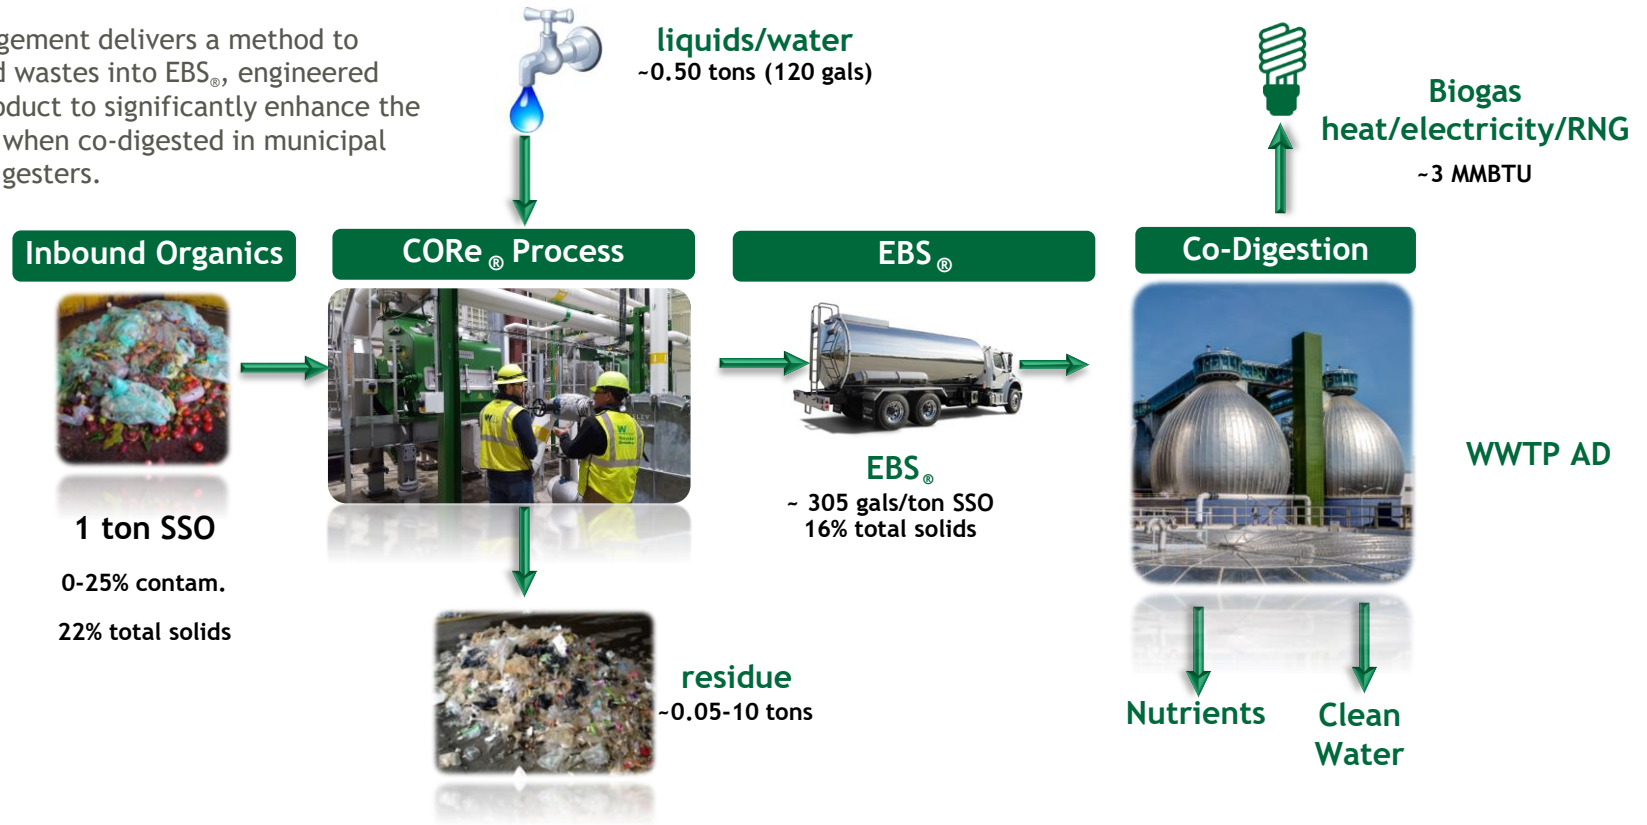 gement delivers a method to
d wastes into EBS®, engineered
oduct to significantly enhance the
when co-digested in municipal
gesters.
liquids/water
~0.50 tons (120 gals)
Biogas
heat/electricity/RNG
~3 MMBTU
Inbound Organics
CORe® Process
EBS®
Co-Digestion
EBS®
~ 305 gals/ton SSO
16% total solids
WWTP AD
1 ton SSO
0-25% contam.
22% total solids
residue
~0.05-10 tons
Nutrients
Clean
Water